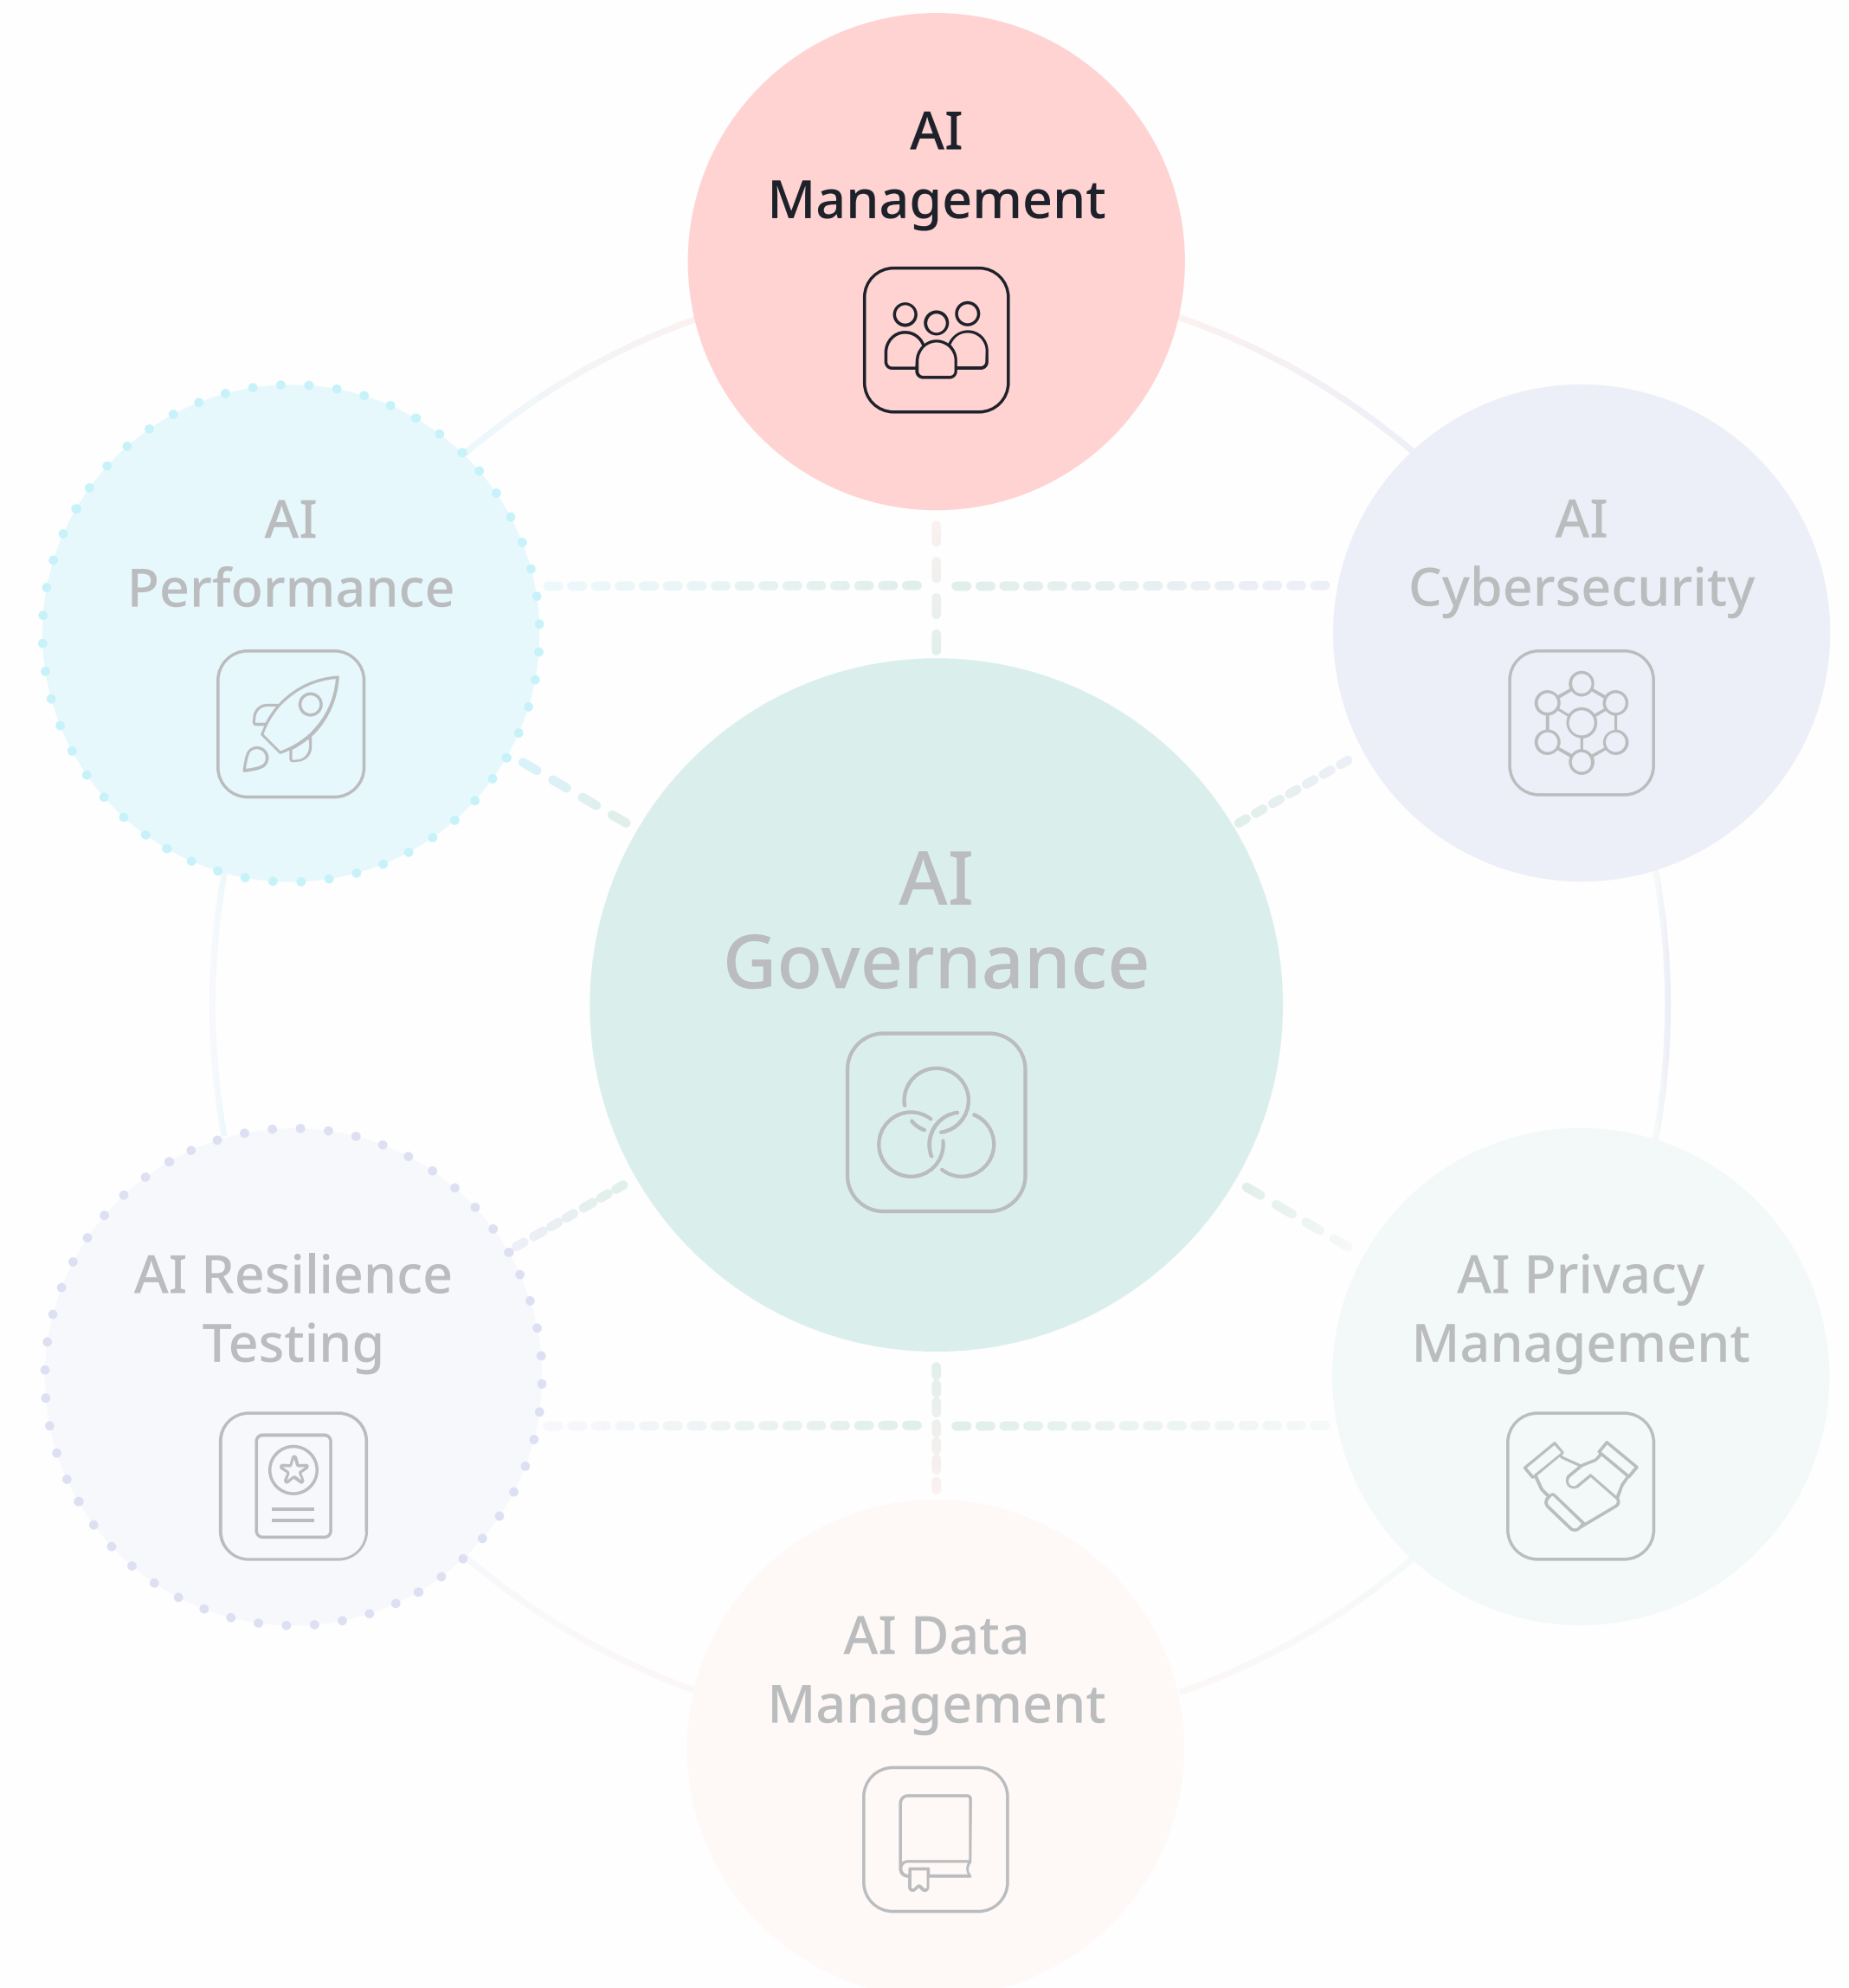 AI
Management
AI
Performance
AI
Cybersecurity
AI
Governance
AI Resilience
Testing
AI Privacy
Management
AI Data
Management